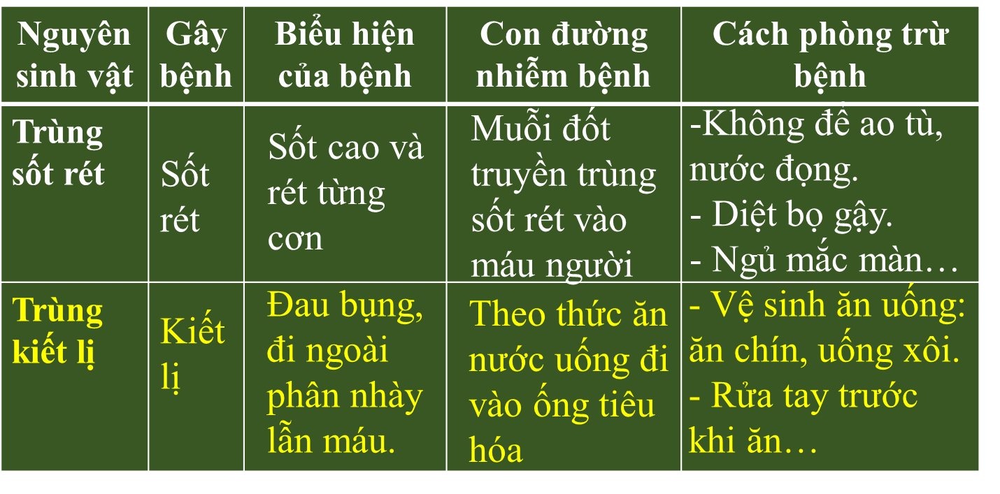 Nguyên
sinh vật
Gây
bệnh
Biểu hiện
của bệnh
Con đường
nhiễm bệnh
Cách phòng trừ
bệnh
Trùng
sốt rét
Sốt
rét
Sốt cao và
rét từng
cơn
Muỗi đốt
truyền trùng
sốt rét vào
máu người
-Không để ao tù,
nước đọng.
- Diệt bọ gậy.
- Ngủ mắc màn…
Trùng
kiết lị
Kiết
lị
Đau bụng,
đi ngoài
phân nhày
lẫn máu.
Theo thức ăn
nước uống đi
vào ống tiêu
hóa
- Vệ sinh ăn uống:
ăn chín, uống xôi.
- Rửa tay trước
khi ăn…